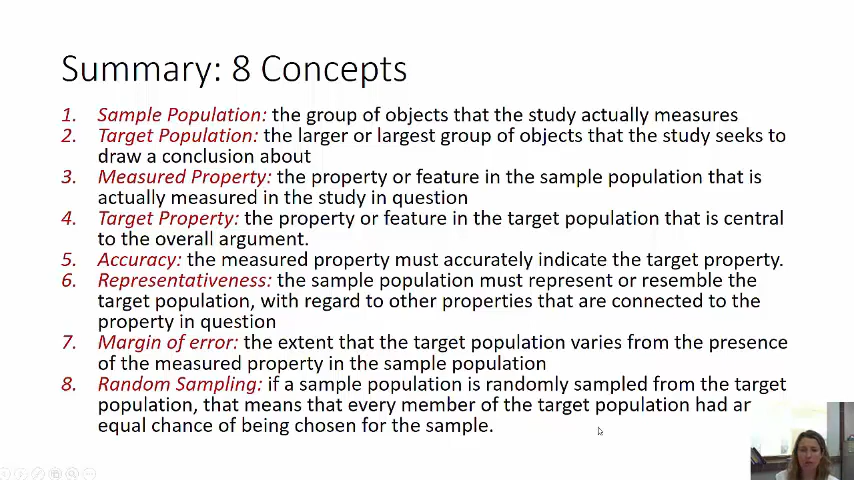 Summary: 8 Concepts
1. Sample Population: the group of objects that the study actually measures
2. Target Population: the larger or largest group of objects that the study seeks to
draw a conclusion about
3. Measured Property: the property or feature in the sample population that is
actually measured in the study in question
4. Target Property: the property or feature in the target population that is central
to the overall argument.
5. Accuracy: the measured property must accurately indicate the target property.
6. Representativeness: the sample population must represent or resemble the
target population, with regard to other properties that are connected to the
property in question
7. Margin of error: the extent that the target population varies from the presence
of the measured property in the sample population
8. Random Sampling: if a sample population is randomly sampled from the target
population, that means that every member of the target population had ar
equal chance of being chosen for the sample.